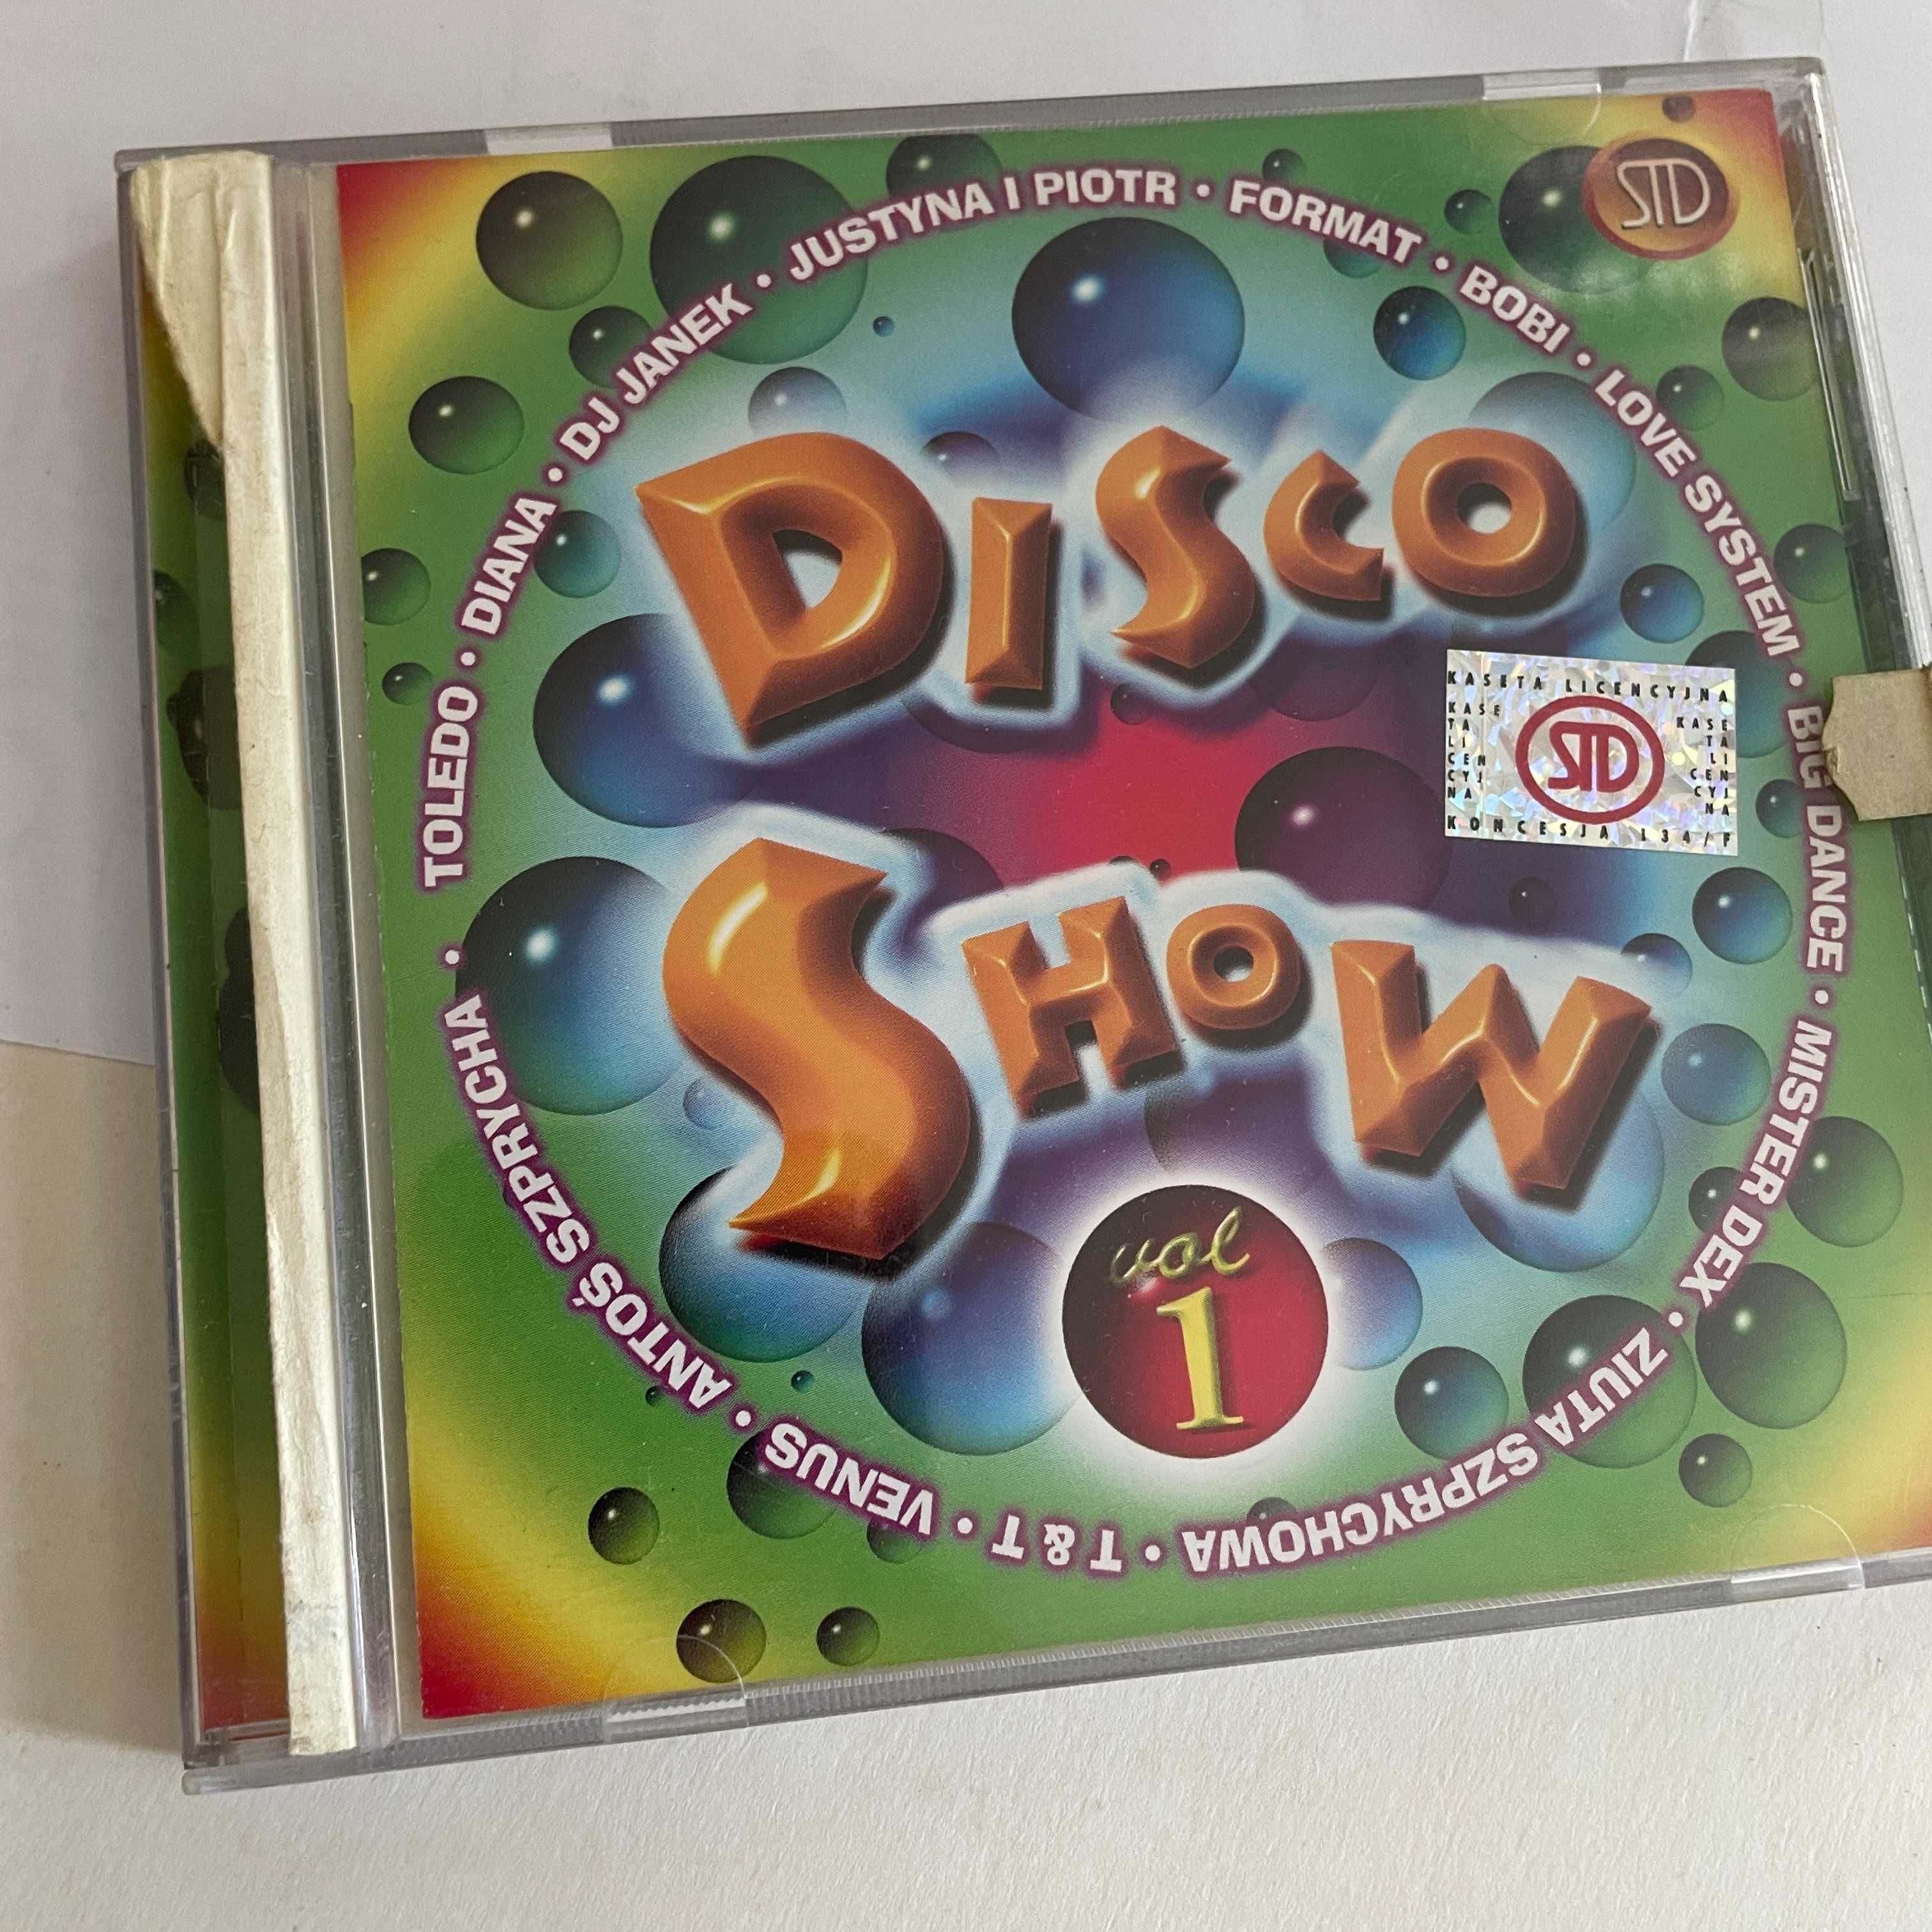 TOLEDO • DIANA • DJ JANEK • JUSTYNA I PIOTR • FORMAT • BOBI • LOVE SYSTEM • BIG DANCE • MISTER DEX • ZIUTA SZPRYCHOWA • T & T • VENUS • ANTOŚ SZPRYCHA •
STD
DISCO
SHOW
vol
1
KASETA LICENCYJNA
KASE
TA
LI
CEN
CYJ
NA
STD
KASE
TA
LI
CEN
CYJ
NA
KONCESJA L34/F